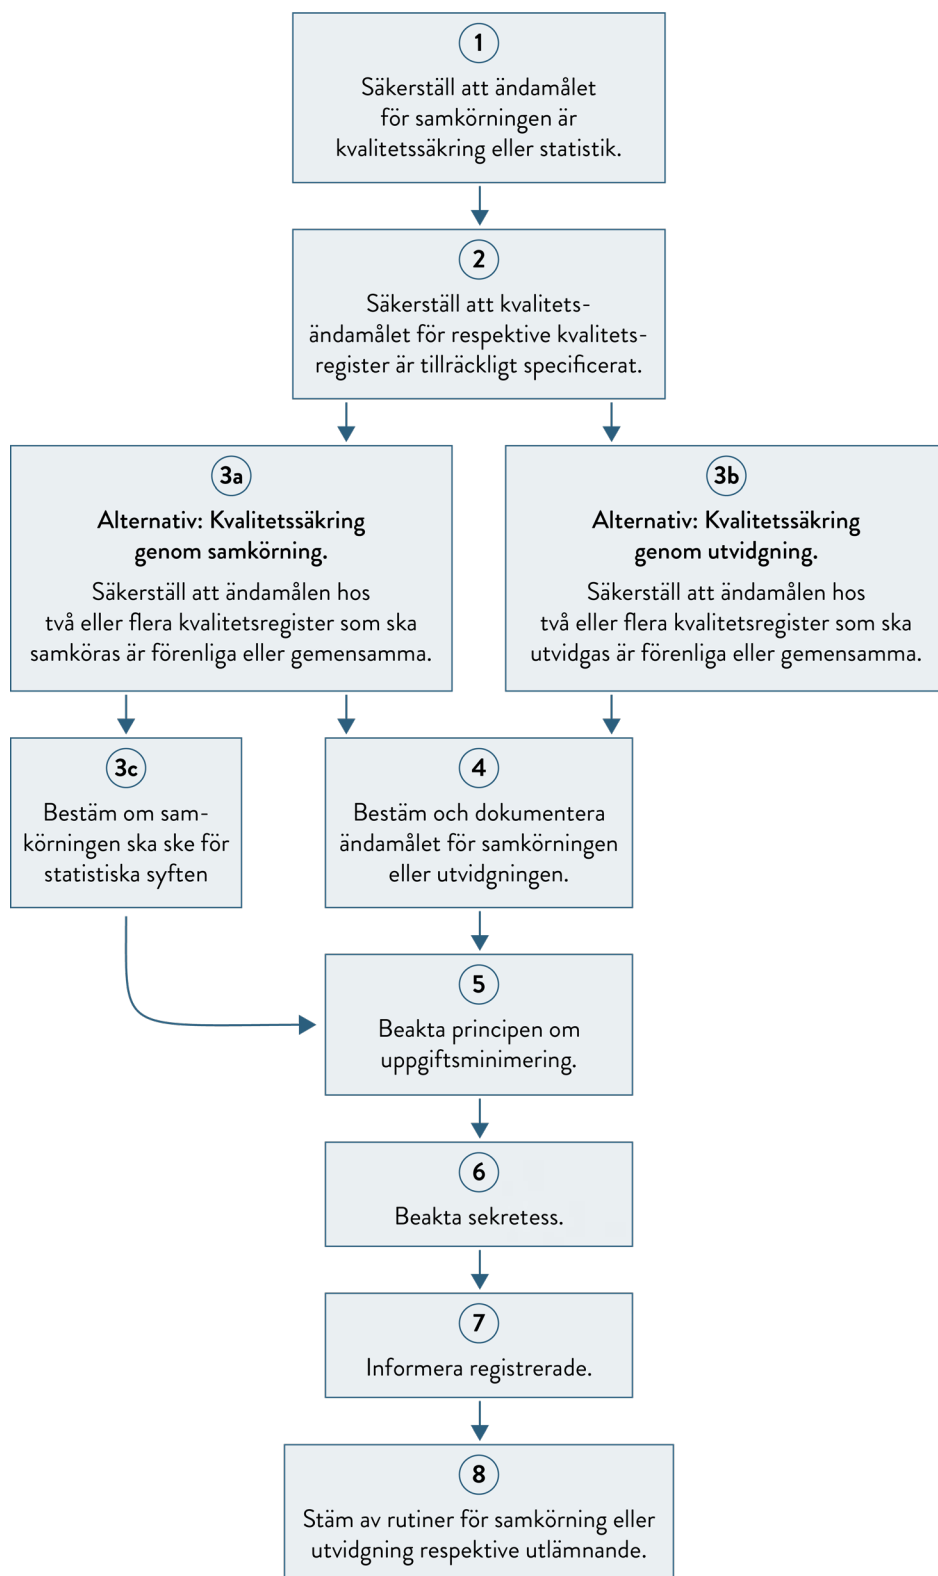 1
Säkerställ att ändamålet
för samkörningen är
kvalitetssäkring eller statistik.
2
Säkerställ att kvalitets-
ändamålet för respektive kvalitets-
register är tillräckligt specificerat.
3a
Alternativ: Kvalitetssäkring
genom samkörning.
Säkerställ att ändamålen hos
två eller flera kvalitetsregister som ska
samköras är förenliga eller gemensamma.
3b
Alternativ: Kvalitetssäkring
genom utvidgning.
Säkerställ att ändamålen hos
två eller flera kvalitetsregister som ska
utvidgas är förenliga eller gemensamma.
3c
Bestäm om sam-
körningen ska ske för
statistiska syften
4
Bestäm och dokumentera
ändamålet för samkörningen
eller utvidgningen.
5
Beakta principen om
uppgiftsminimering.
6
Beakta sekretess.
7
Informera registrerade.
8
Stäm av rutiner för samkörning eller
utvidgning respektive utlämnande.